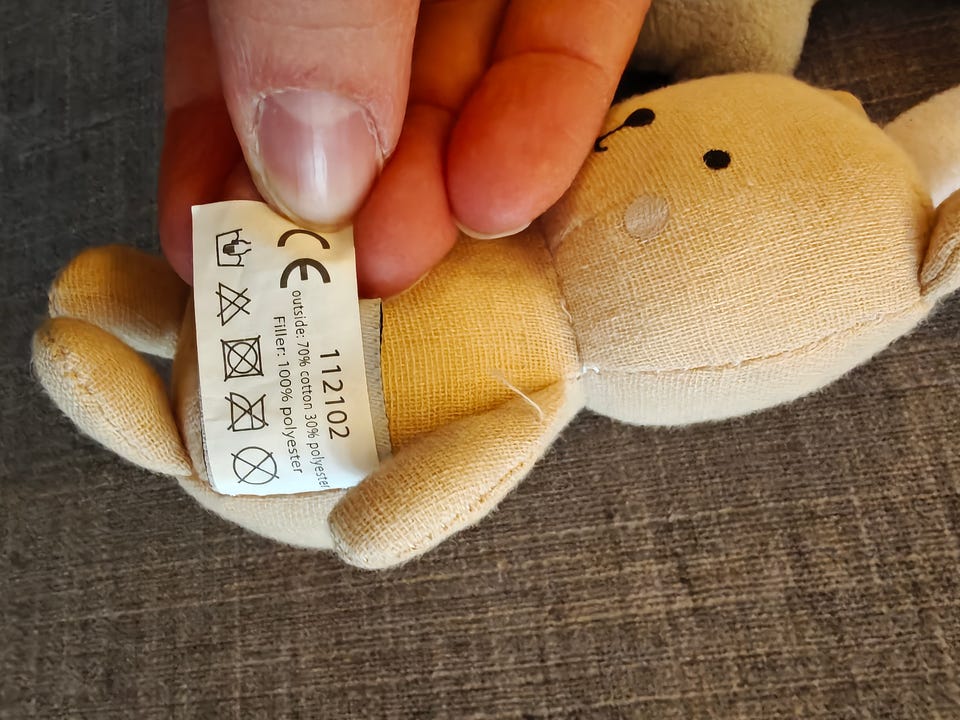 CE
112102
outside: 70% cotton 30% polyester
Filler: 100% polyester